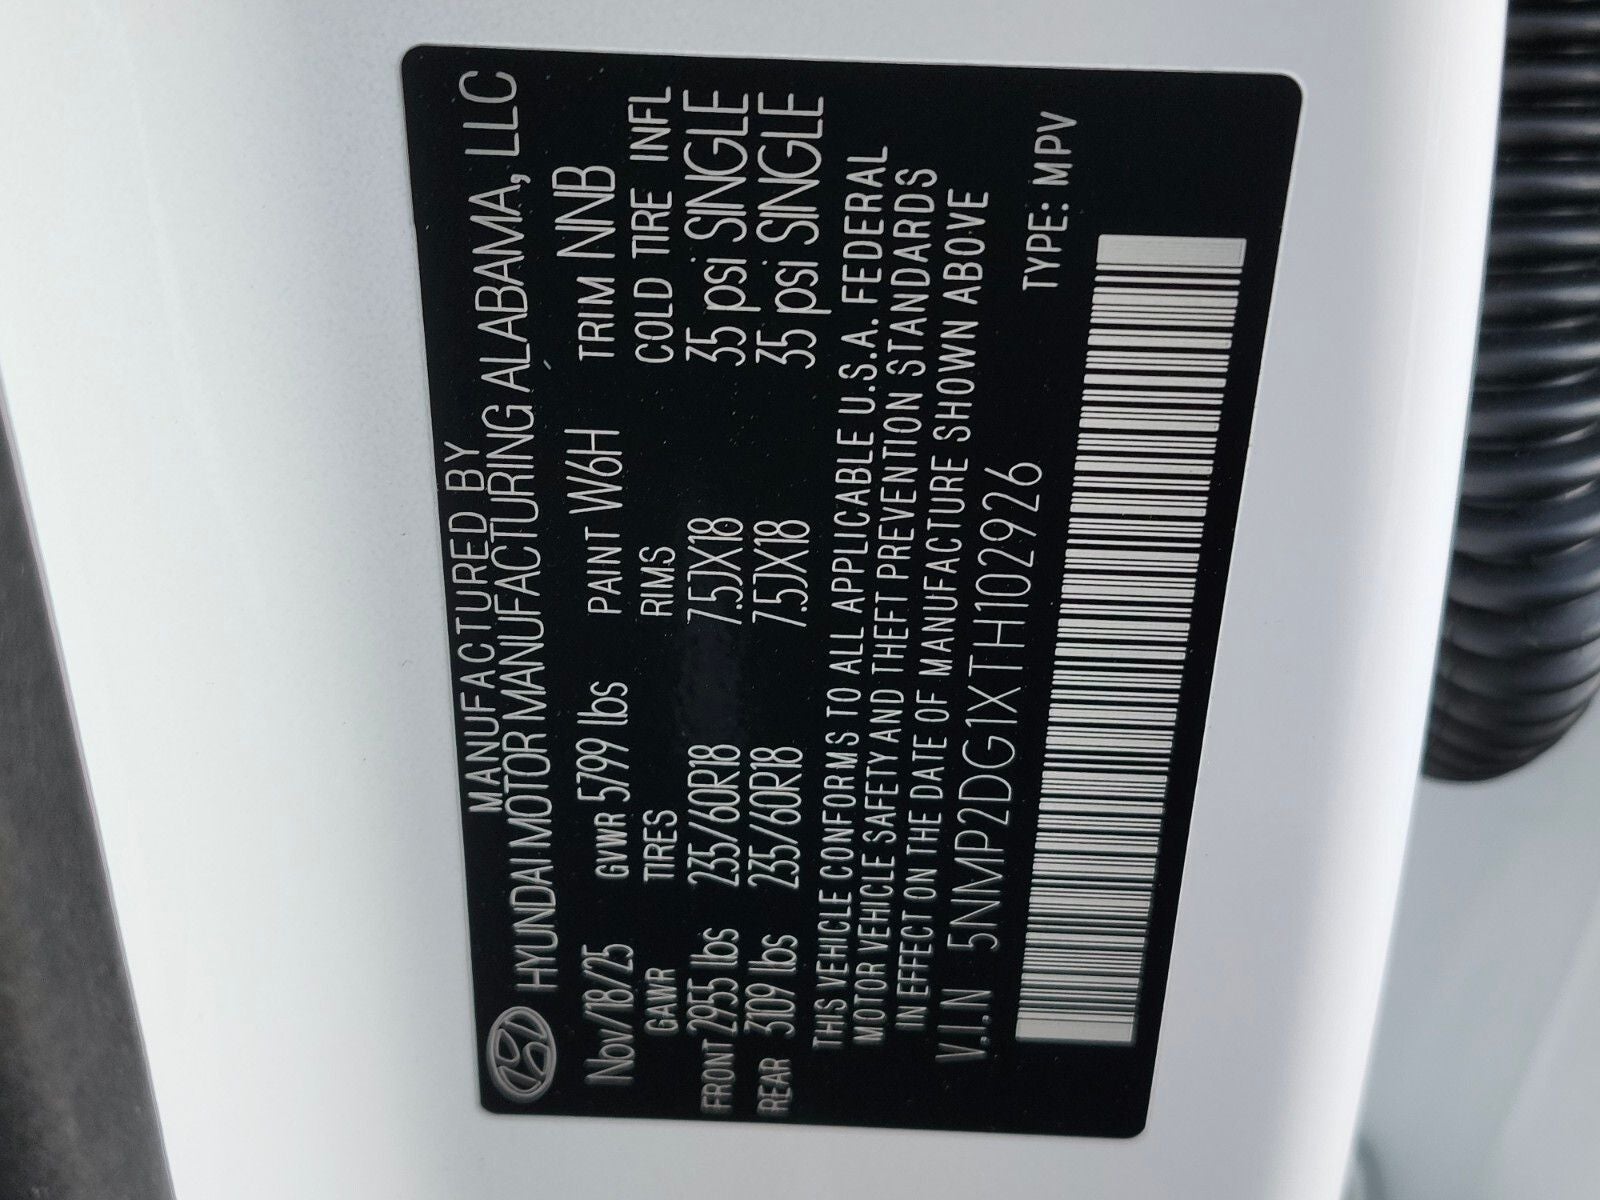 MANUFACTURED BY
HYUNDAI MOTOR MANUFACTURING ALABAMA, LLC
Nov/18/25 GVWR 5799 lbs PAINT W6H TRIM NNB
GAWR TIRES RIMS COLD TIRE INFL
FRONT 2955 lbs 235/60R18 7.5JX18 35 psi SINGLE
REAR 3109 lbs 235/60R18 7.5JX18 35 psi SINGLE
THIS VEHICLE CONFORMS TO ALL APPLICABLE U.S.A. FEDERAL
MOTOR VEHICLE SAFETY AND THEFT PREVENTION STANDARDS
IN EFFECT ON THE DATE OF MANUFACTURE SHOWN ABOVE
V.I.N 5NMP2DG1XTH102926 TYPE: MPV